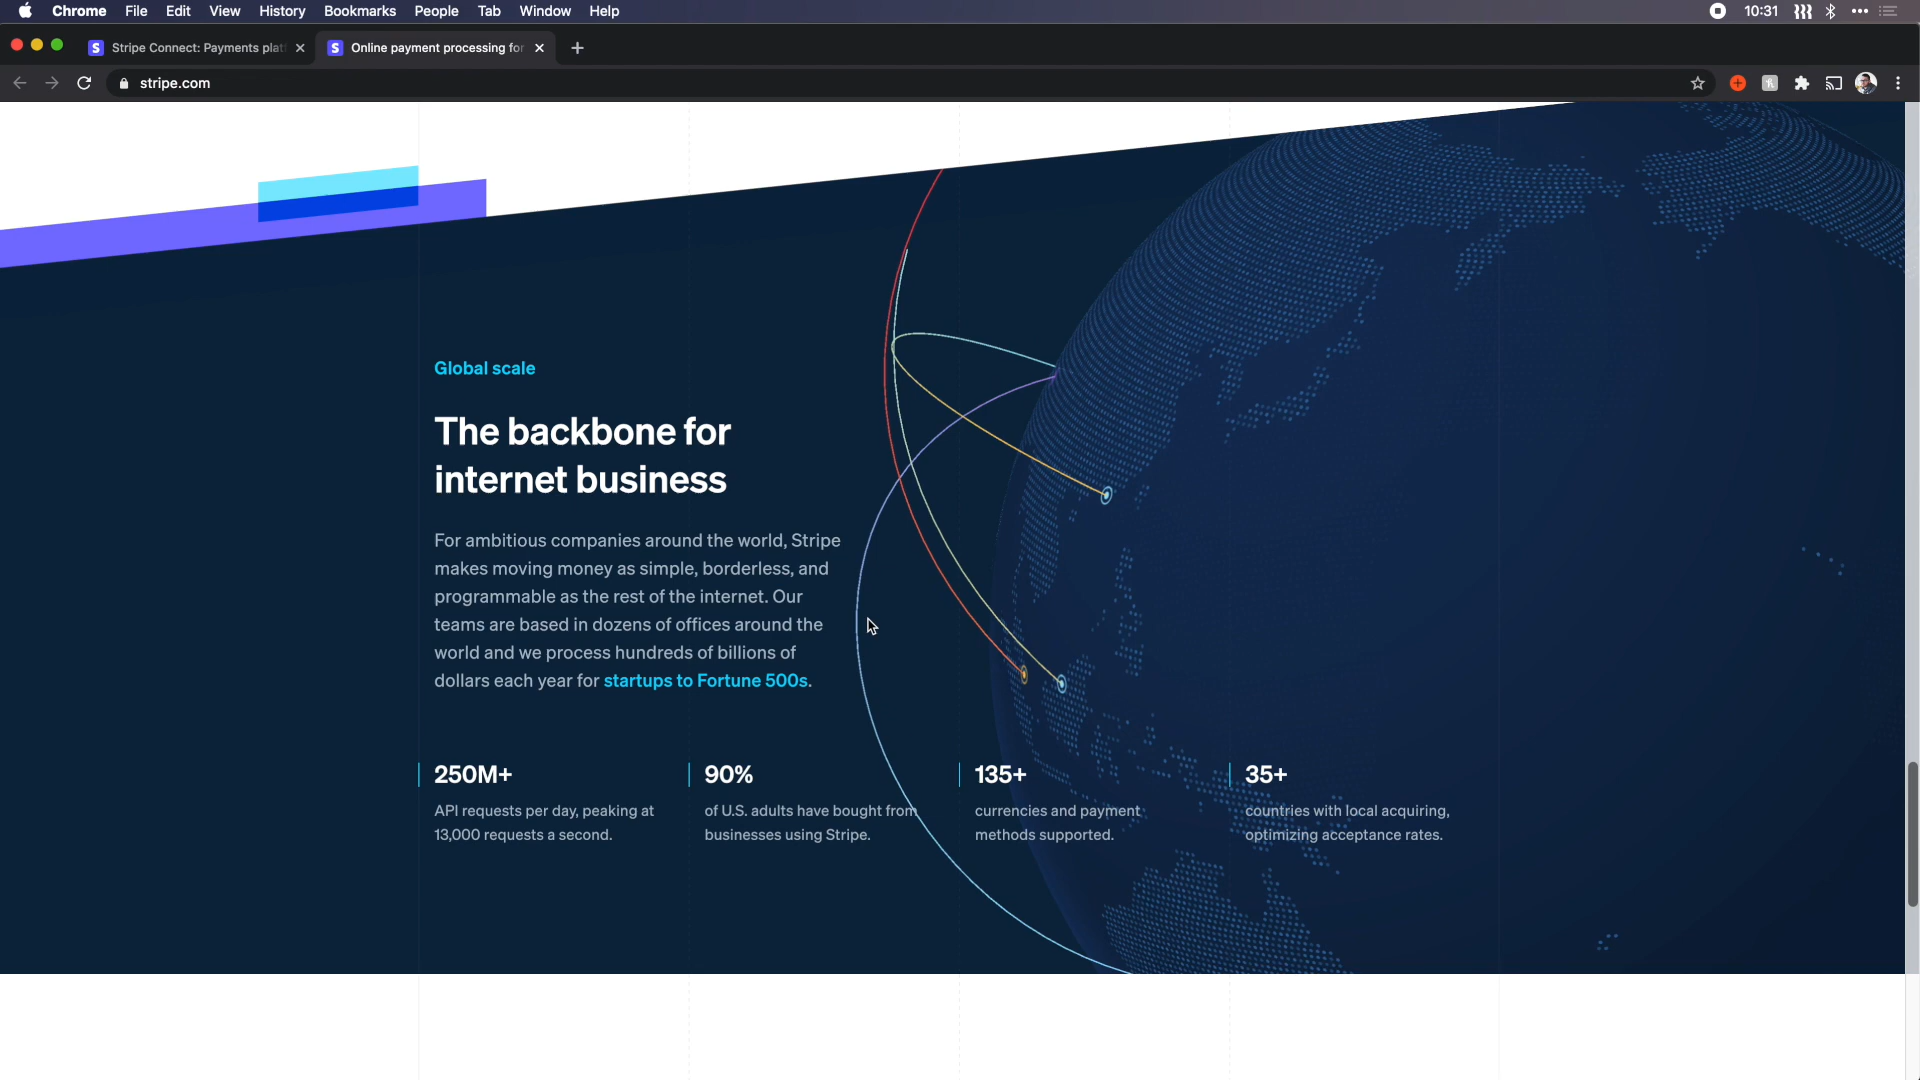 Chrome File Edit View History Bookmarks People Tab Window Help 10:31
Stripe Connect: Payments plat
Online payment processing for
stripe.com
Global scale
The backbone for
internet business
For ambitious companies around the world, Stripe
makes moving money as simple, borderless, and
programmable as the rest of the internet. Our
teams are based in dozens of offices around the
world and we process hundreds of billions of
dollars each year for startups to Fortune 500s.
250M+
API requests per day, peaking at
13,000 requests a second.
90%
of U.S. adults have bought from
businesses using Stripe.
135+
currencies and payment
methods supported.
35+
countries with local acquiring,
optimizing acceptance rates.